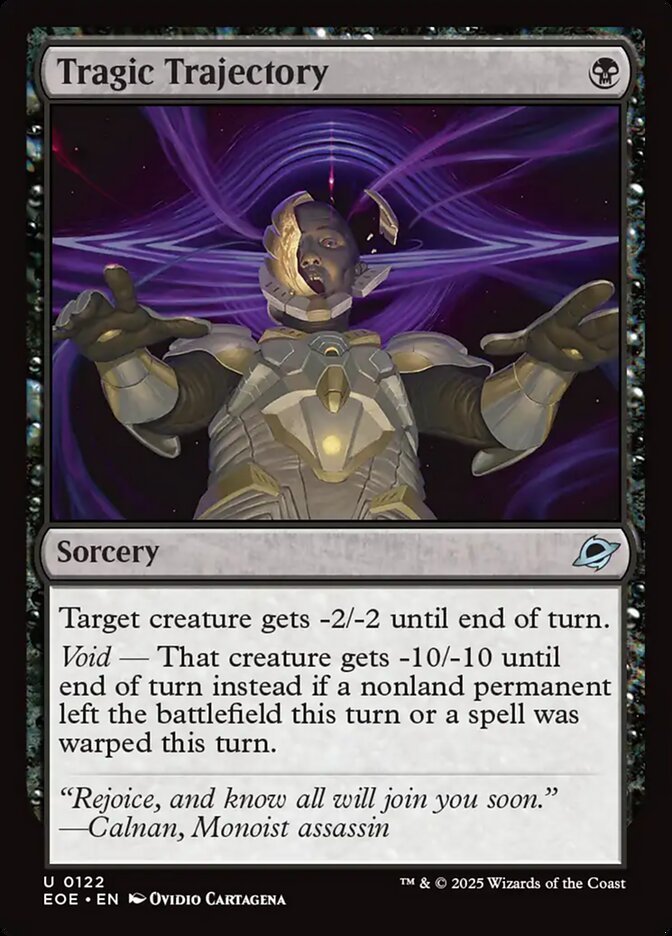 Tragic Trajectory
Sorcery
Target creature gets -2/-2 until end of turn.
Void — That creature gets -10/-10 until
end of turn instead if a nonland permanent
left the battlefield this turn or a spell was
warped this turn.
“Rejoice, and know all will join you soon.”
—Calnan, Monoist assassin
U 0122
EOE • EN Ovidio Cartagena
™ & © 2025 Wizards of the Coast